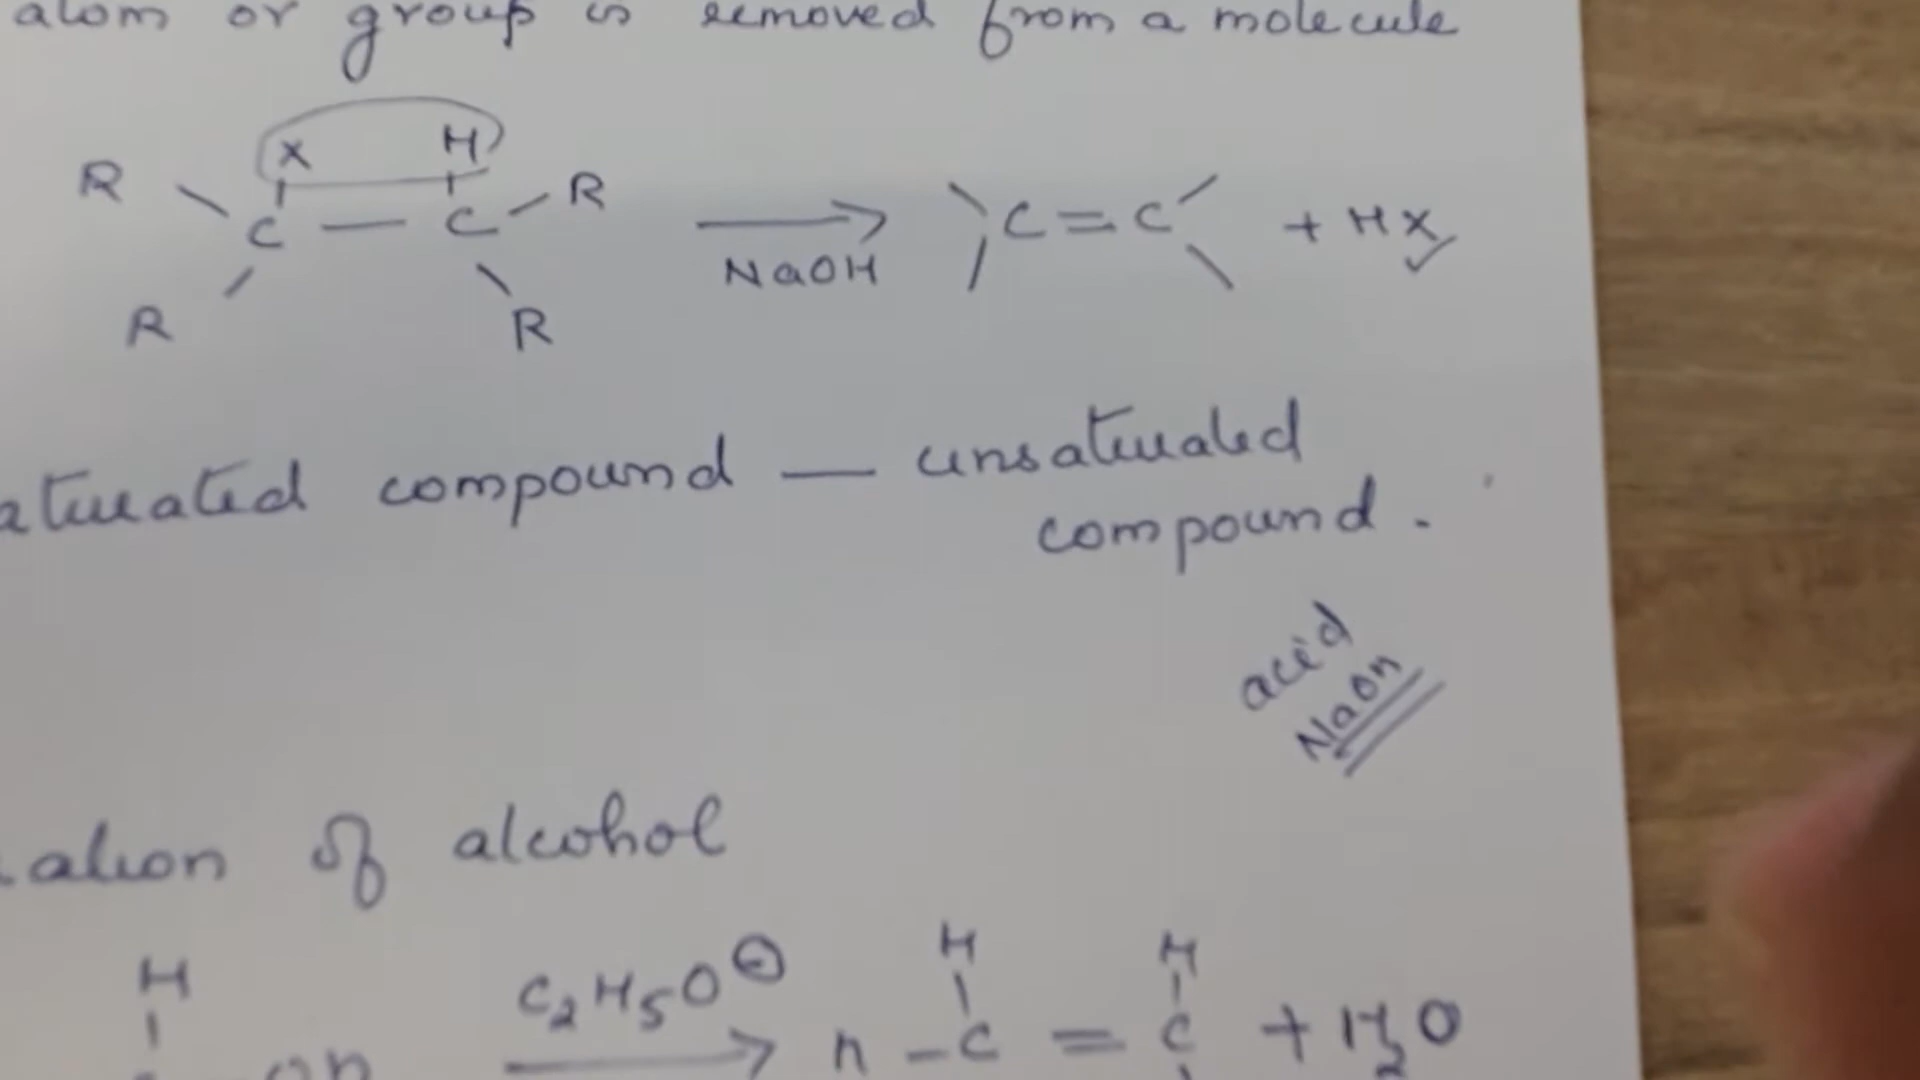 atom or group is removed from a molecule
X H
R C — C R → C = C + HX
NaOH
R R
aturated compound — unsaturated
compound.
acid
NaOH
ation of alcohol
H C₂H₅O⊖ H H
H – C = C + H₂O